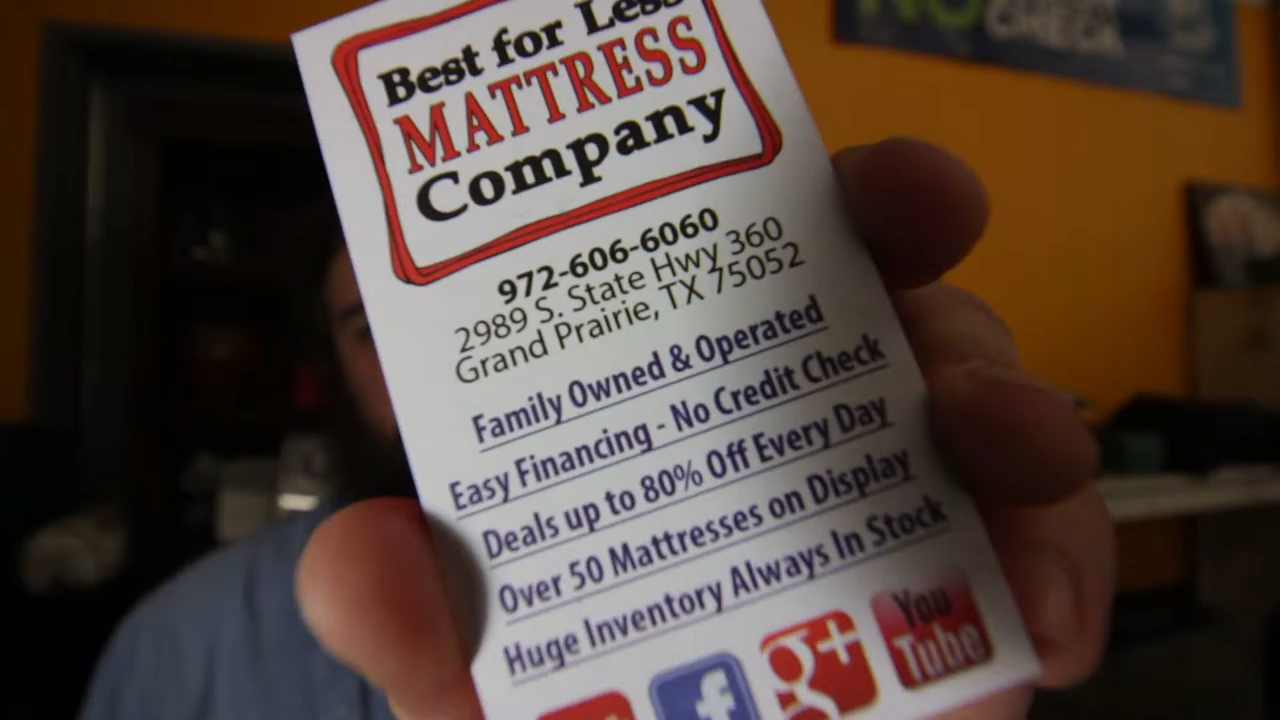 Best for Less
MATTRESS
Company
972-606-6060
2989 S. State Hwy 360
Grand Prairie, TX 75052
Family Owned & Operated
Easy Financing - No Credit Check
Deals up to 80% Off Every Day
Over 50 Mattresses on Display
Huge Inventory Always In Stock
f
g+
You
Tube
NO
CHECK